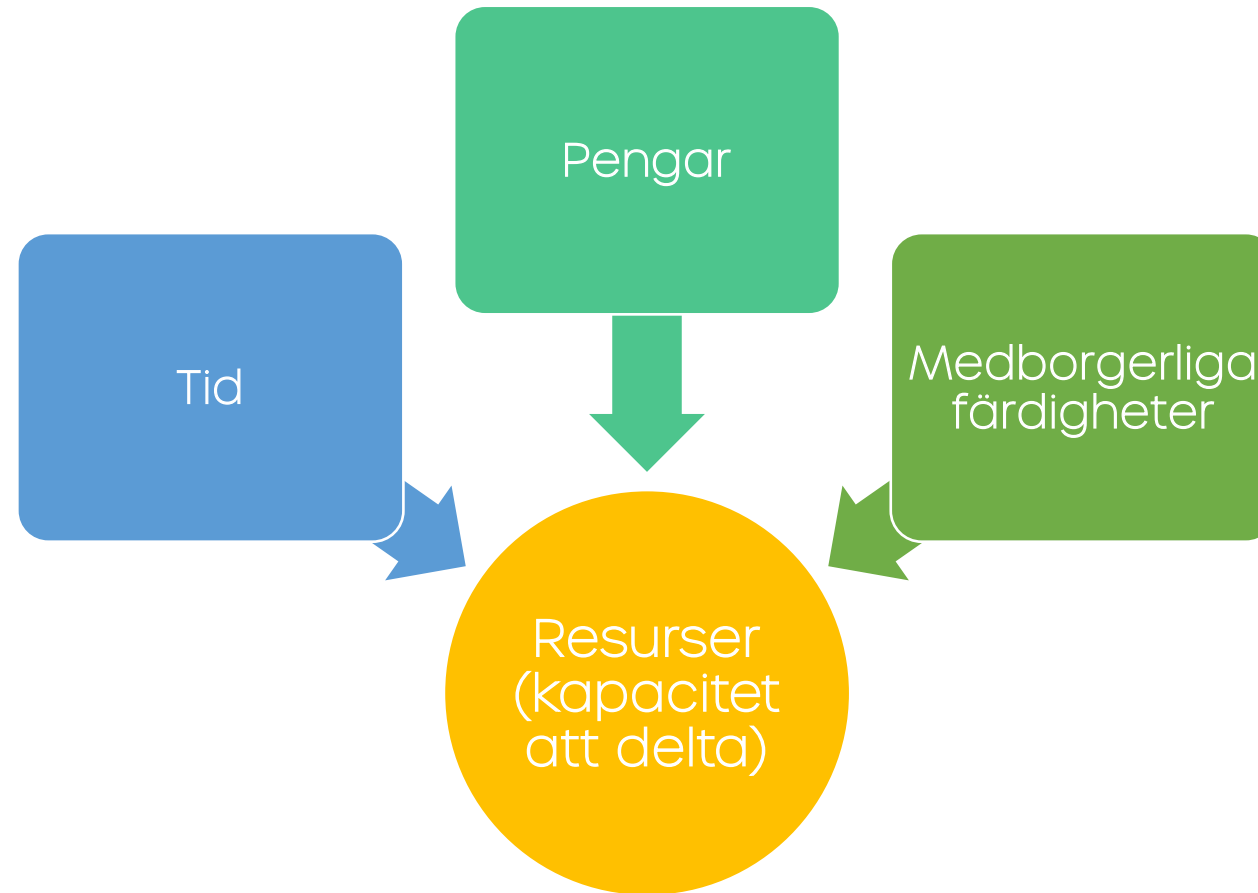 Pengar
Tid
Medborgerliga
färdigheter
Resurser
(kapacitet
att delta)